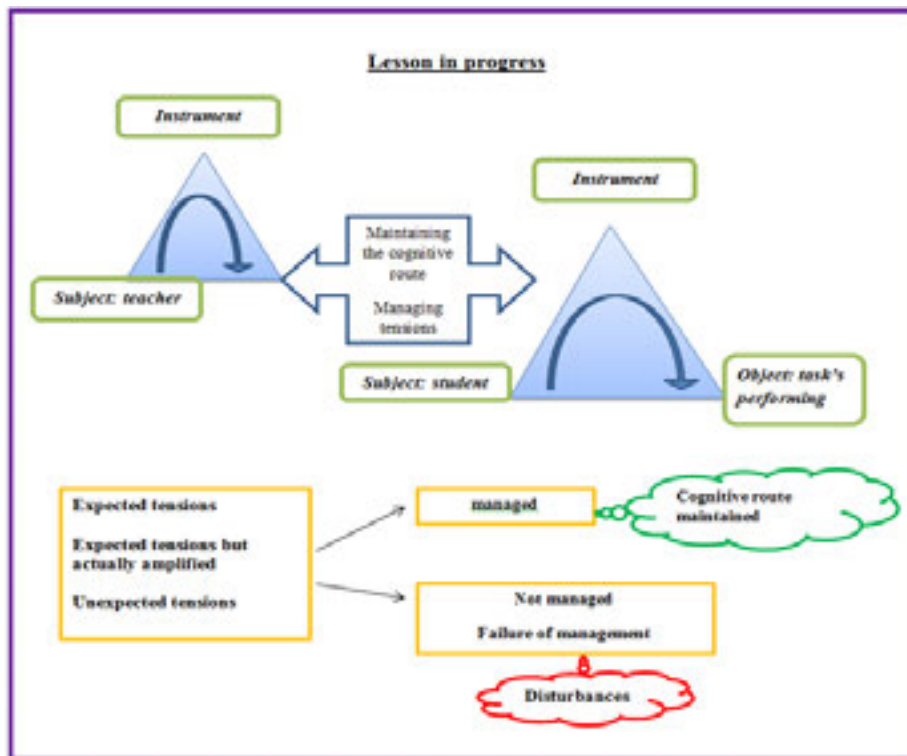 Lesson in progress
Instrument
Instrument
Maintaining
the cognitive
route
Managing
tensions
Subject: teacher
Subject: student
Object: task's
performing
Expected tensions
Expected tensions but
actually amplified
Unexpected tensions
managed
Cognitive route
maintained
Not managed
Failure of management
Disturbances